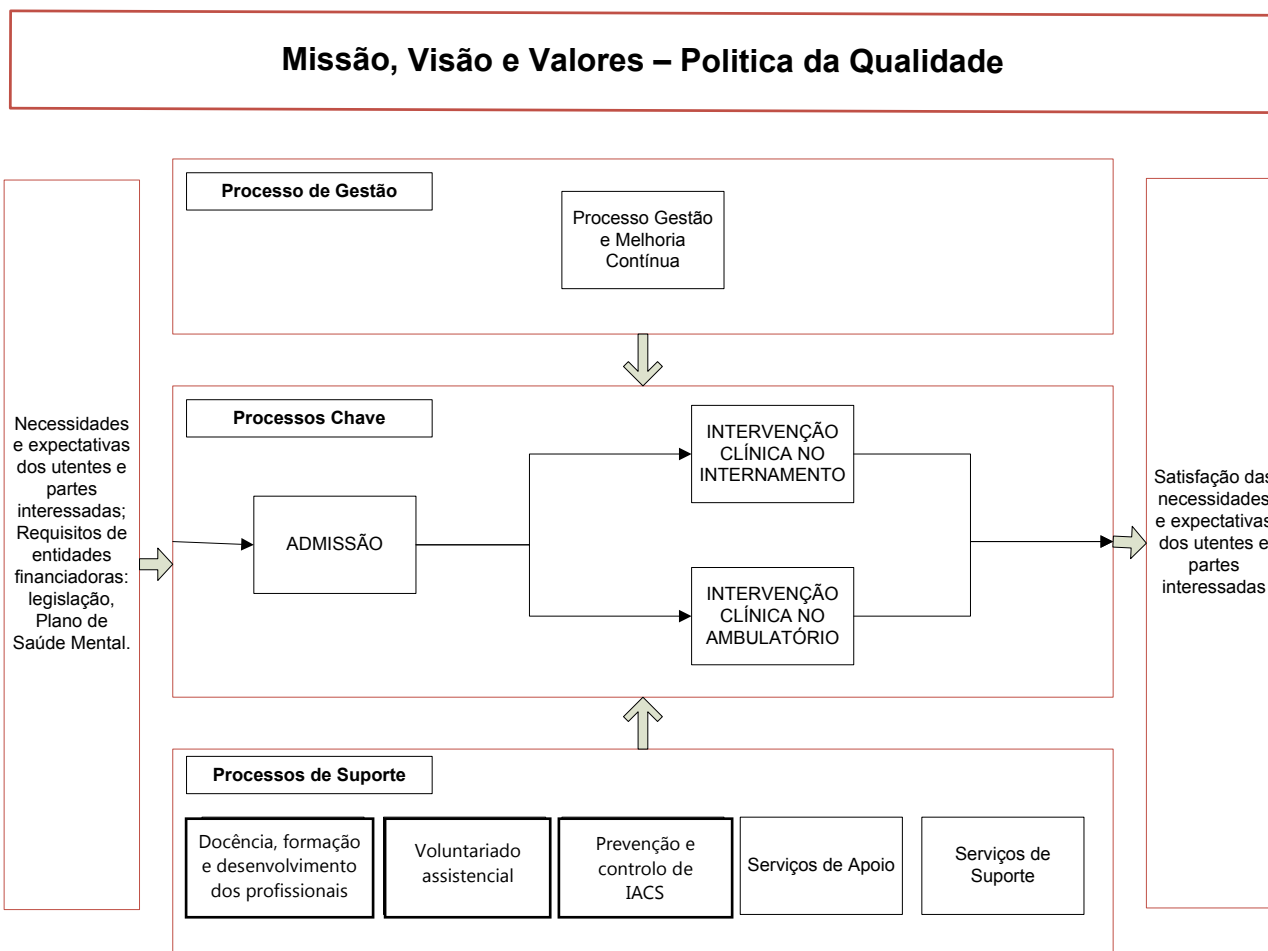 Missão, Visão e Valores – Politica da Qualidade
Necessidades
e expectativas
dos utentes e
partes
interessadas;
Requisitos de
entidades
financiadoras:
legislação,
Plano de
Saúde Mental.
Processo de Gestão
Processo Gestão
e Melhoria
Contínua
Processos Chave
ADMISSÃO
INTERVENÇÃO
CLÍNICA NO
INTERNAMENTO
INTERVENÇÃO
CLÍNICA NO
AMBULATÓRIO
Processos de Suporte
Docência, formação
e desenvolvimento
dos profissionais
Voluntariado
assistencial
Prevenção e
controlo de
IACS
Serviços de Apoio
Serviços de
Suporte
Satisfação das
necessidades
e expectativas
dos utentes e
partes
interessadas